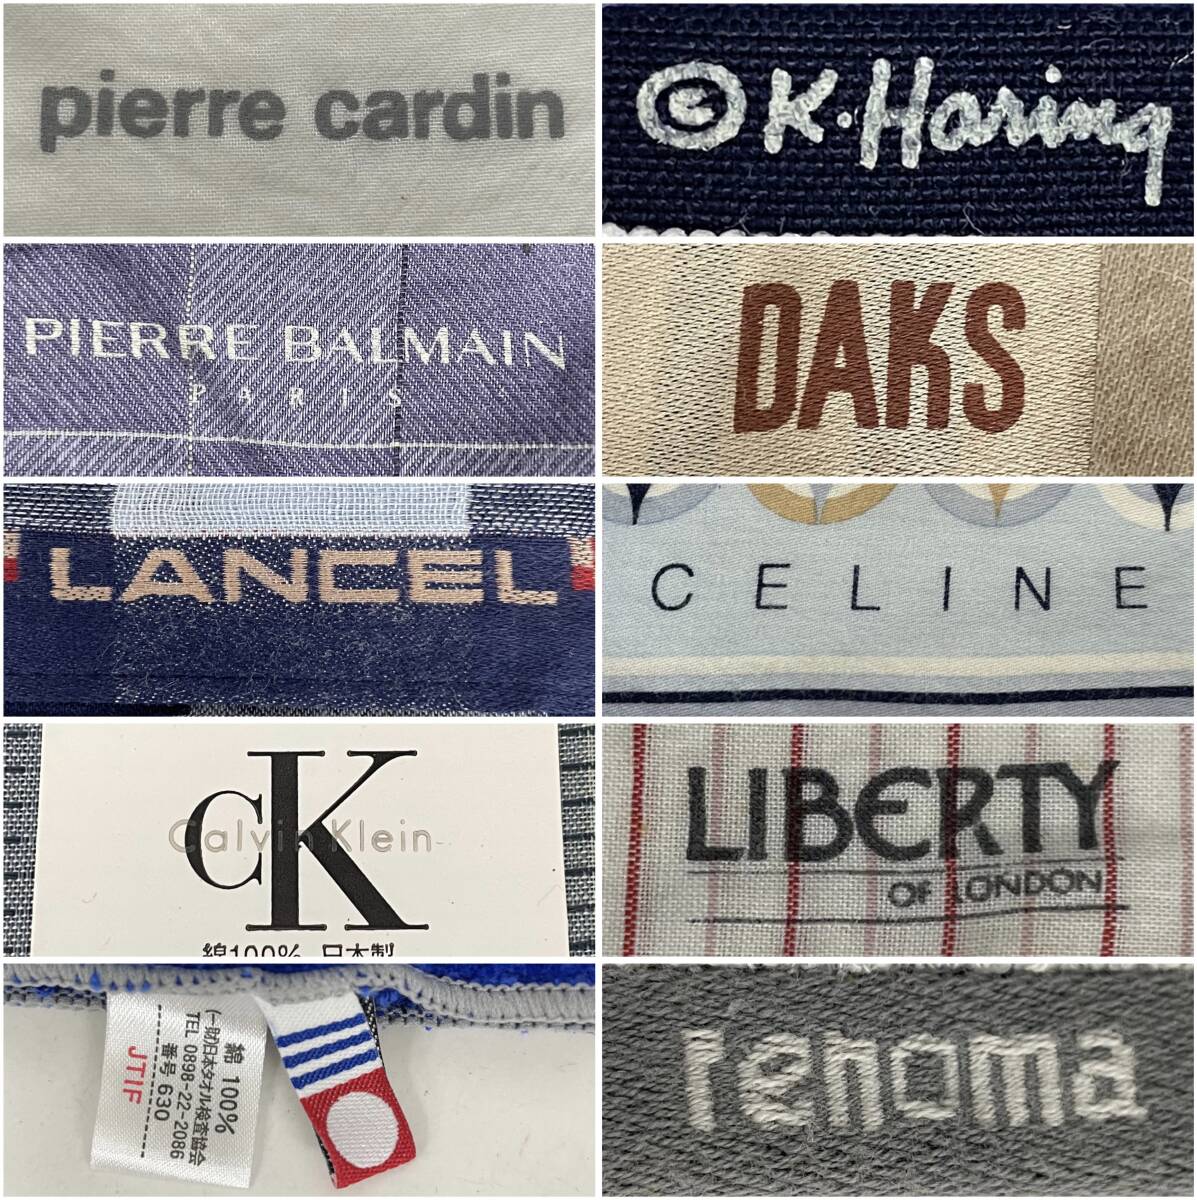 pierre cardin
© K·Haring
PIERRE BALMAIN
PARIS
DAKS
LANCEL
CELINE
CK
Calvin Klein
綿100% 日本製
LIBERTY
OF LONDON
綿 100%
(一財)日本タオル検査協会
TEL 0898-22-2086
番号 630
JTIF
renoma